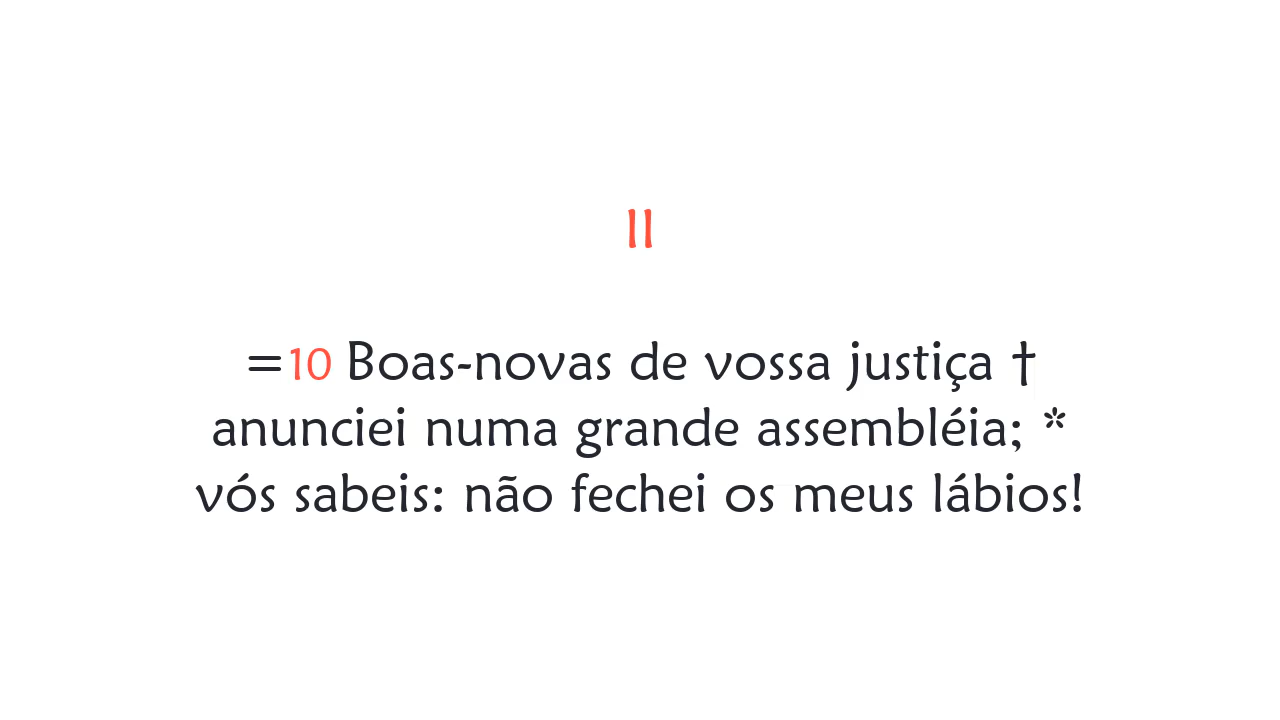 II
=10 Boas-novas de vossa justiça †
anunciei numa grande assembléia; *
vós sabeis: não fechei os meus lábios!